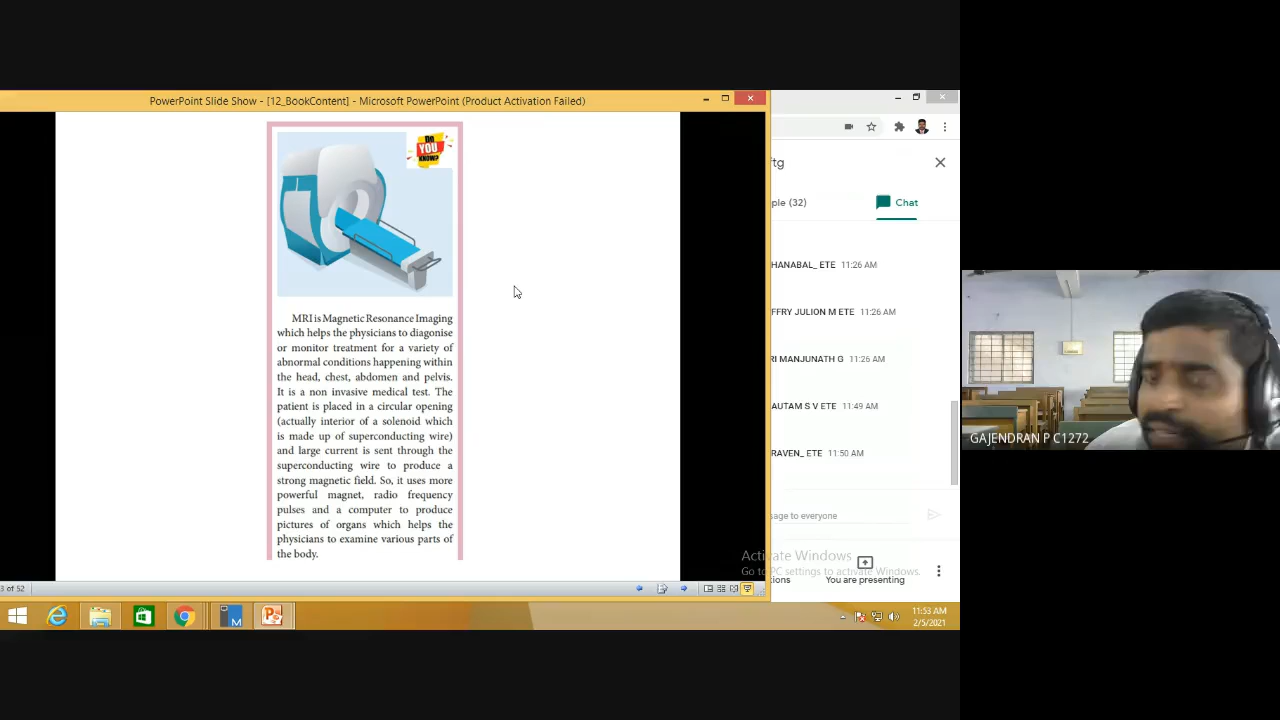 PowerPoint Slide Show - [12_BookContent] - Microsoft PowerPoint (Product Activation Failed)
Do
YOU
KNOW?
MRI is Magnetic Resonance Imaging
which helps the physicians to diagonise
or monitor treatment for a variety of
abnormal conditions happening within
the head, chest, abdomen and pelvis.
It is a non invasive medical test. The
patient is placed in a circular opening
(actually interior of a solenoid which
is made up of superconducting wire)
and large current is sent through the
superconducting wire to produce a
strong magnetic field. So, it uses more
powerful magnet, radio frequency
pulses and a computer to produce
pictures of organs which helps the
physicians to examine various parts of
the body.
3 of 52
ftg
ple (32)
Chat
HANABAL_ ETE 11:26 AM
FFRY JULION M ETE 11:26 AM
RI MANJUNATH G 11:26 AM
AUTAM S V ETE 11:49 AM
RAVEN_ ETE 11:50 AM
sage to everyone
Activate Windows
Go to PC settings to activate Windows.
ions
You are presenting
11:53 AM
2/5/2021
GAJENDRAN P C1272